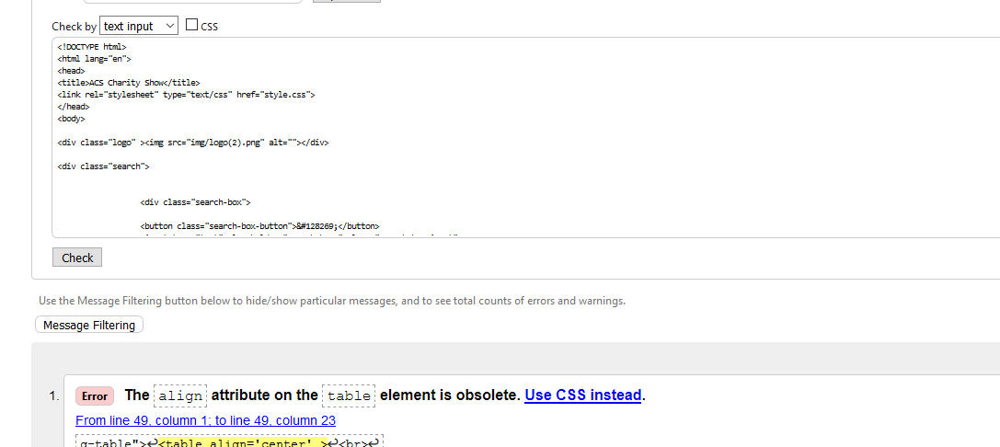 Check by text input CSS
<!DOCTYPE html>
<html lang="en">
<head>
<title>ACS Charity Show</title>
<link rel="stylesheet" type="text/css" href="style.css">
</head>
<body>
<div class="logo" ><img src="img/logo(2).png" alt=""></div>
<div class="search">
<div class="search-box">
<button class="search-box-button">&#128269;</button>
Check
Use the Message Filtering button below to hide/show particular messages, and to see total counts of errors and warnings.
Message Filtering
1. Error The align attribute on the table element is obsolete. Use CSS instead.
From line 49, column 1; to line 49, column 23
g-table">↩<table align='center' >↩<br>↩